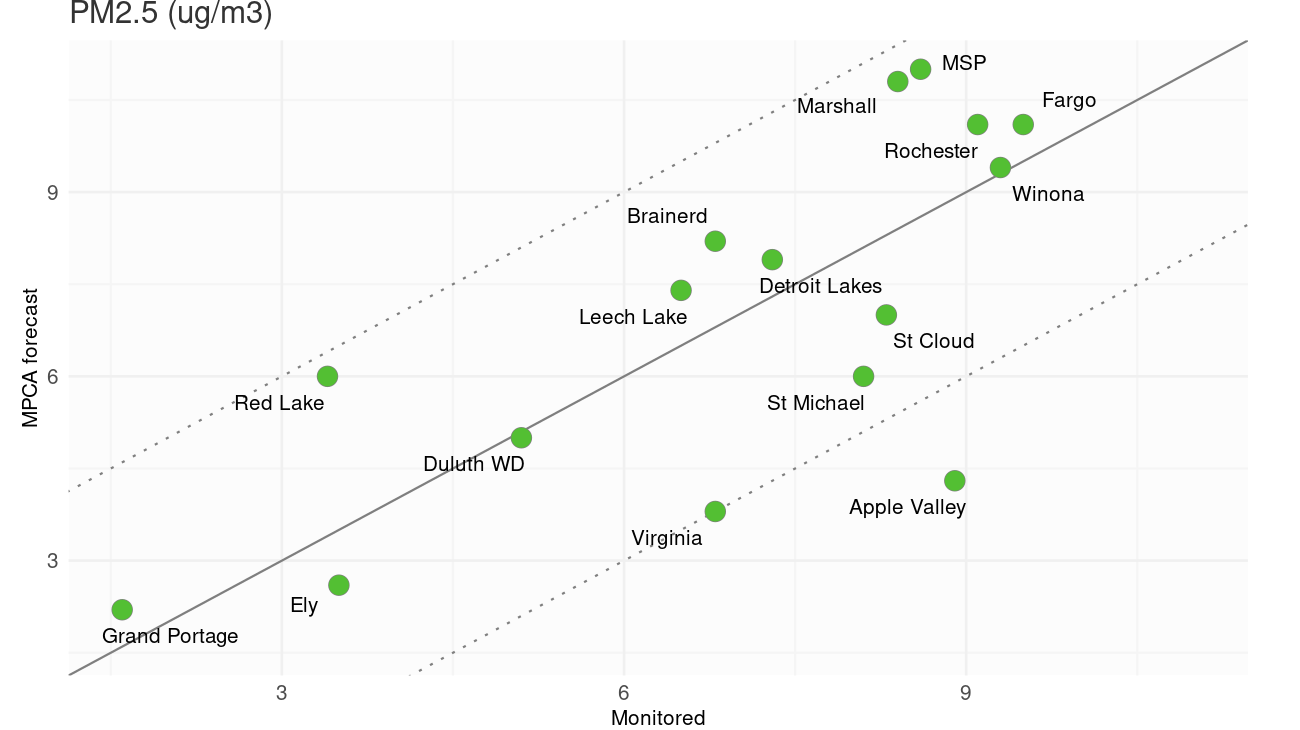 PM2.5 (ug/m3)
MSP
Marshall
Fargo
Rochester
9
Winona
Brainerd
Detroit Lakes
Leech Lake
St Cloud
MPCA forecast
6
Red Lake
St Michael
Duluth WD
Apple Valley
Virginia
3
Ely
Grand Portage
3
6
9
Monitored